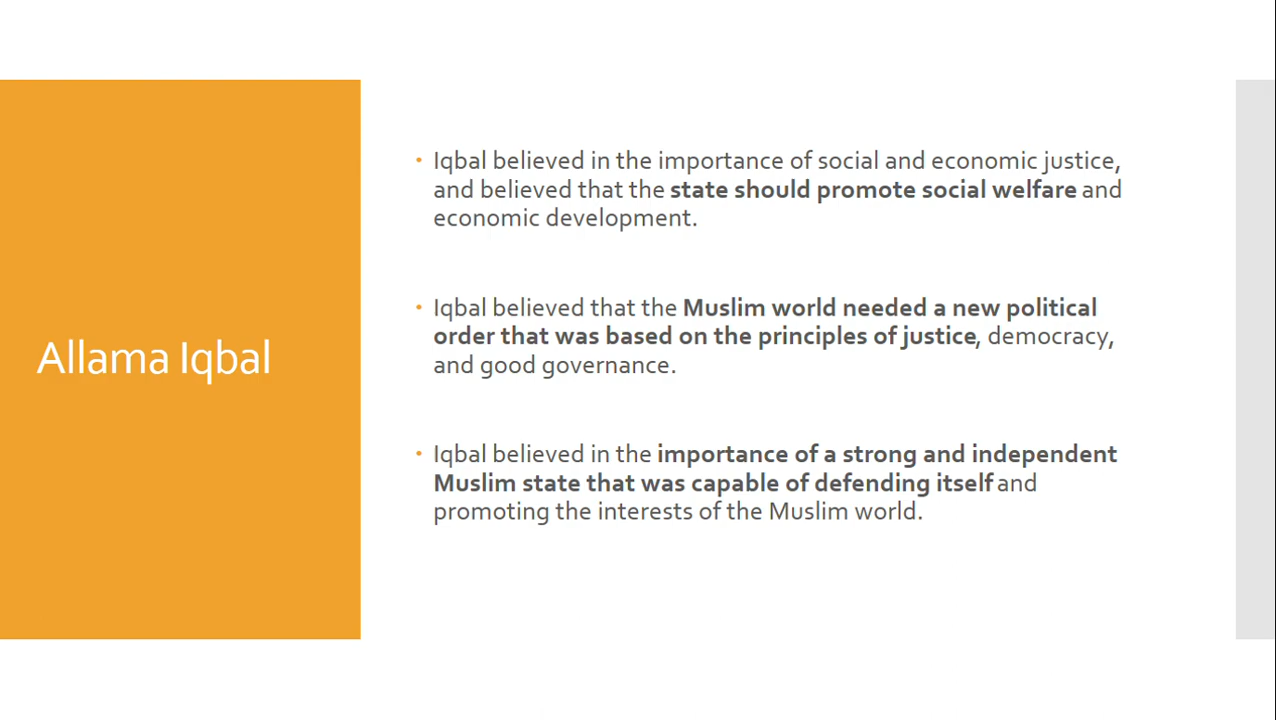 Allama Iqbal
• Iqbal believed in the importance of social and economic justice,
and believed that the state should promote social welfare and
economic development.
• Iqbal believed that the Muslim world needed a new political
order that was based on the principles of justice, democracy,
and good governance.
• Iqbal believed in the importance of a strong and independent
Muslim state that was capable of defending itself and
promoting the interests of the Muslim world.